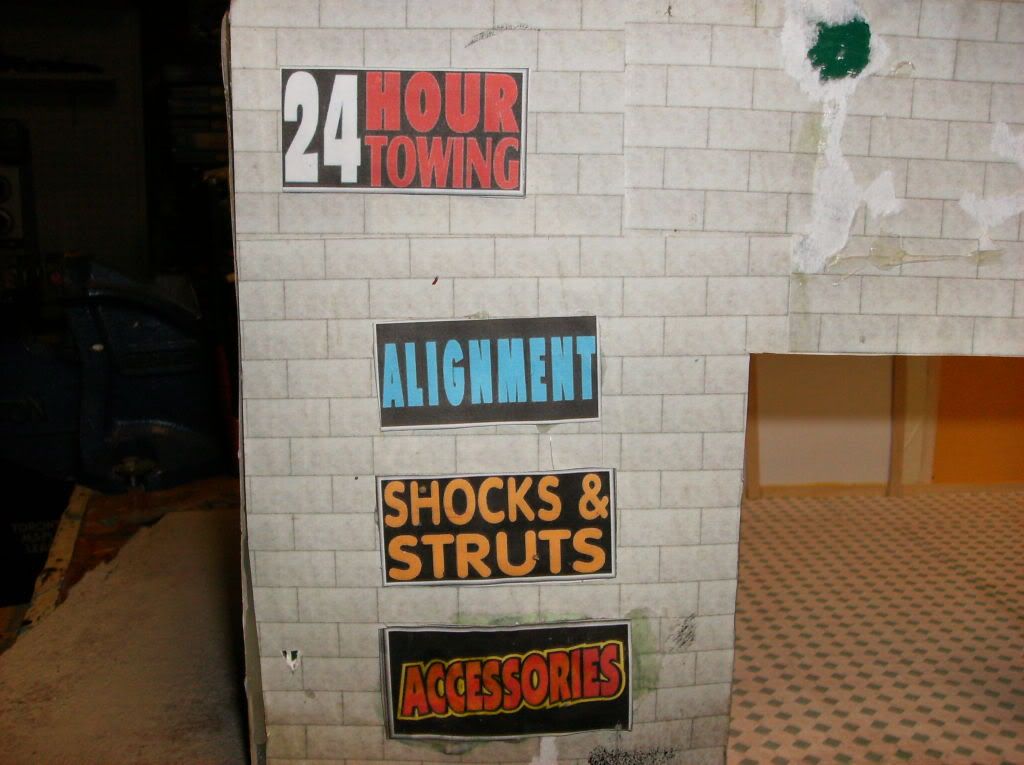 24 HOUR
TOWING
ALIGNMENT
SHOCKS &
STRUTS
ACCESSORIES